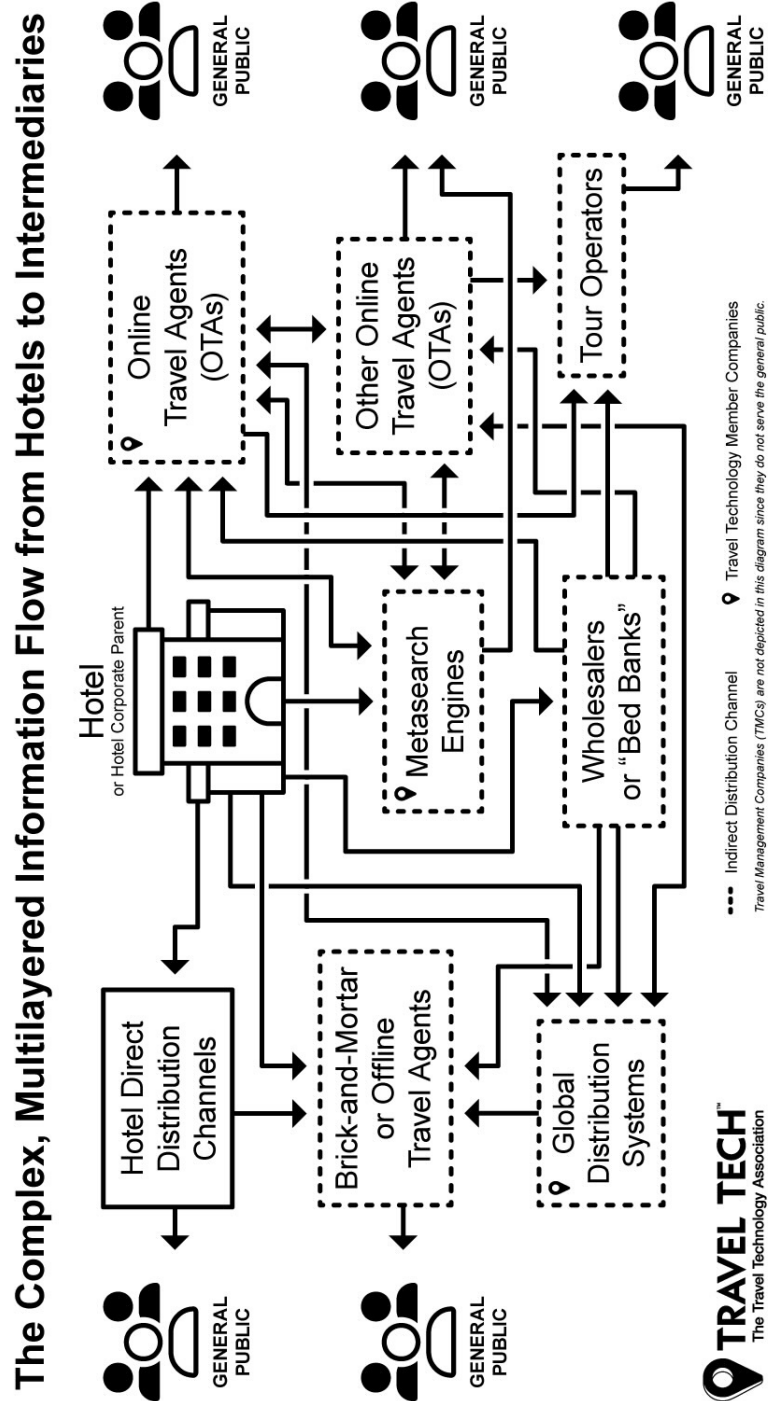 The Complex, Multilayered Information Flow from Hotels to Intermediaries
Hotel
or Hotel Corporate Parent
Hotel Direct
Distribution
Channels
Online
Travel Agents
(OTAs)
GENERAL
PUBLIC
GENERAL
PUBLIC
Brick-and-Mortar
or Offline
Travel Agents
Metasearch
Engines
Other Online
Travel Agents
(OTAs)
GENERAL
PUBLIC
GENERAL
PUBLIC
Global
Distribution
Systems
Wholesalers
or “Bed Banks”
Tour Operators
GENERAL
PUBLIC
TRAVEL TECH™
The Travel Technology Association
Indirect Distribution Channel
Travel Technology Member Companies
Travel Management Companies (TMCs) are not depicted in this diagram since they do not serve the general public.